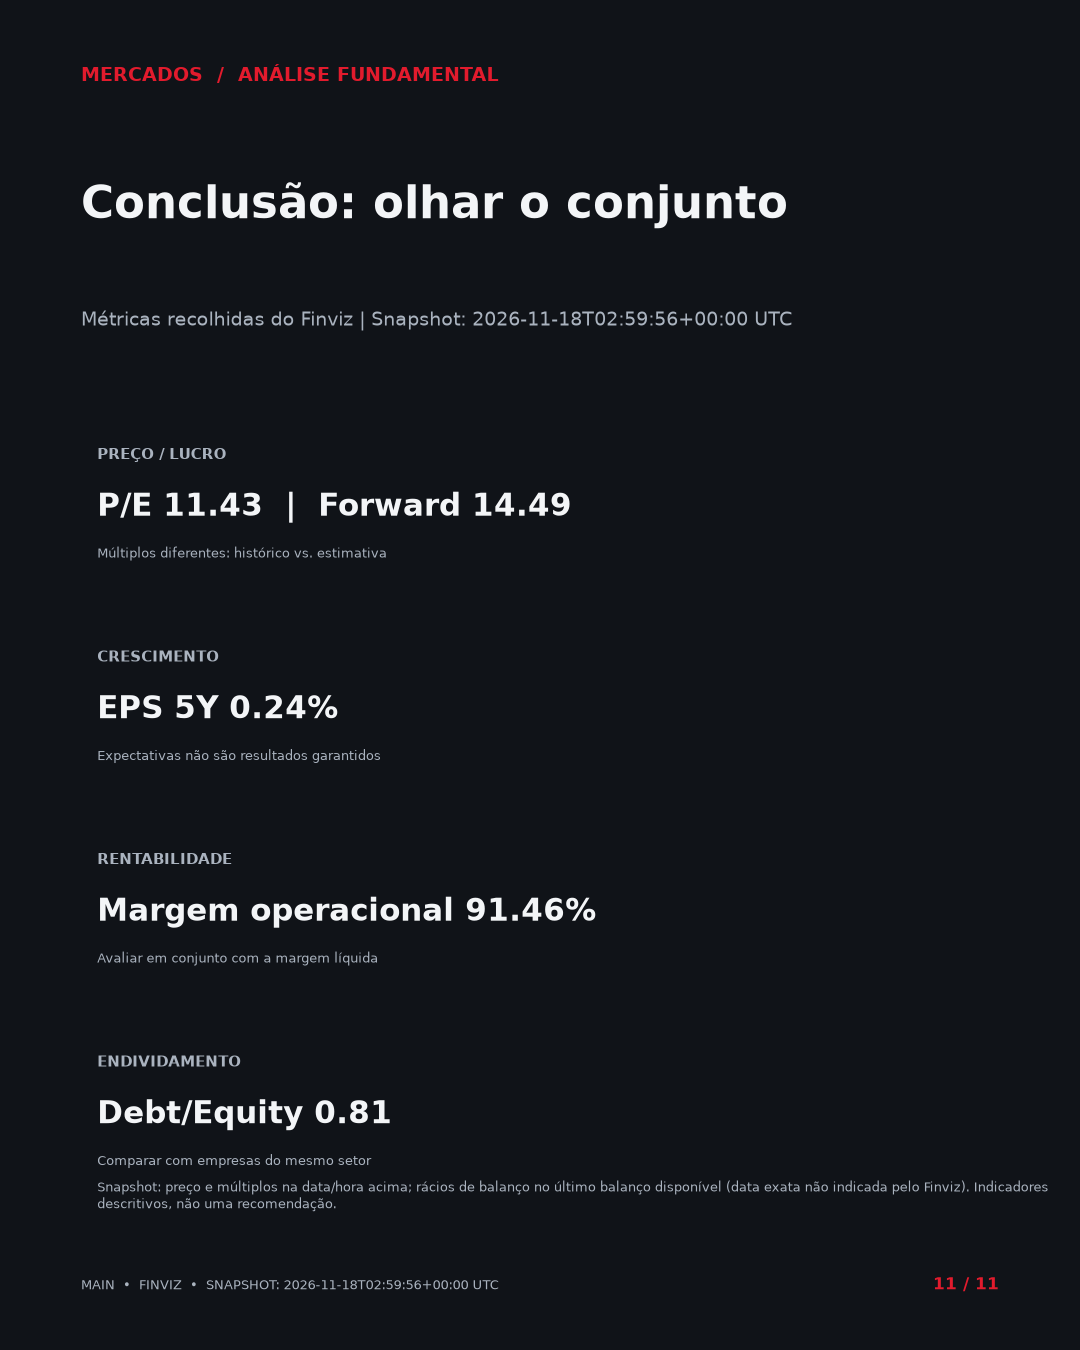 MERCADOS / ANÁLISE FUNDAMENTAL
Conclusão: olhar o conjunto
Métricas recolhidas do Finviz | Snapshot: 2026-11-18T02:59:56+00:00 UTC
PREÇO / LUCRO
P/E 11.43 | Forward 14.49
Múltiplos diferentes: histórico vs. estimativa
CRESCIMENTO
EPS 5Y 0.24%
Expectativas não são resultados garantidos
RENTABILIDADE
Margem operacional 91.46%
Avaliar em conjunto com a margem líquida
ENDIVIDAMENTO
Debt/Equity 0.81
Comparar com empresas do mesmo setor
Snapshot: preço e múltiplos na data/hora acima; rácios de balanço no último balanço disponível (data exata não indicada pelo Finviz). Indicadores
descritivos, não uma recomendação.
MAIN • FINVIZ • SNAPSHOT: 2026-11-18T02:59:56+00:00 UTC
11 / 11